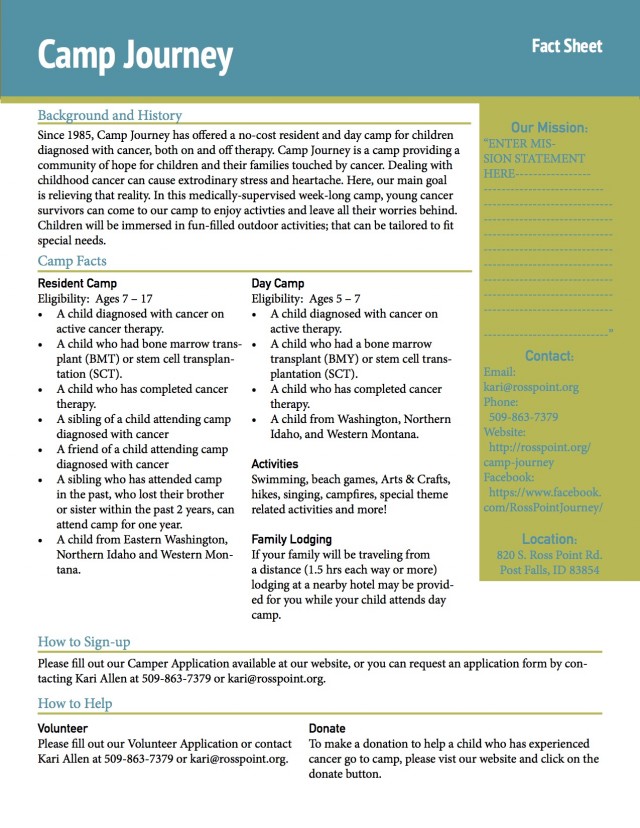 Camp Journey
Fact Sheet
Background and History
Since 1985, Camp Journey has offered a no-cost resident and day camp for children
diagnosed with cancer, both on and off therapy. Camp Journey is a camp providing a
community of hope for children and their families touched by cancer. Dealing with
childhood cancer can cause extrodinary stress and heartache. Here, our main goal
is relieving that reality. In this medically-supervised week-long camp, young cancer
survivors can come to our camp to enjoy activties and leave all their worries behind.
Children will be immersed in fun-filled outdoor activities; that can be tailored to fit
special needs.
Camp Facts
Resident Camp
Eligibility: Ages 7 – 17
• A child diagnosed with cancer on
active cancer therapy.
• A child who had bone marrow trans-
plant (BMT) or stem cell transplan-
tation (SCT).
• A child who has completed cancer
therapy.
• A sibling of a child attending camp
diagnosed with cancer
• A friend of a child attending camp
diagnosed with cancer
• A sibling who has attended camp
in the past, who lost their brother
or sister within the past 2 years, can
attend camp for one year.
• A child from Eastern Washington,
Northern Idaho and Western Mon-
tana.
Day Camp
Eligibility: Ages 5 – 7
• A child diagnosed with cancer on
active therapy.
• A child who had a bone marrow
transplant (BMY) or stem cell trans-
plantation (SCT).
• A child who has completed cancer
therapy.
• A child from Washington, Northern
Idaho, and Western Montana.
Activities
Swimming, beach games, Arts & Crafts,
hikes, singing, campfires, special theme
related activities and more!
Family Lodging
If your family will be traveling from
a distance (1.5 hrs each way or more)
lodging at a nearby hotel may be provid-
ed for you while your child attends day
camp.
Our Mission:
"ENTER MIS-
SION STATEMENT
HERE-----------------
---------------------------
-----------------------------
-----------------------------
-----------------------------
-----------------------------
-----------------------------
-----------------------------
-----------------------------
-----------------------------
----------------------------"
Contact:
Email:
kari@rosspoint.org
Phone:
509-863-7379
Website:
http://rosspoint.org/
camp-journey
Facebook:
https://www.facebook.
com/RossPointJourney/
Location:
820 S. Ross Point Rd.
Post Falls, ID 83854
How to Sign-up
Please fill out our Camper Application available at our website, or you can request an application form by con-
tacting Kari Allen at 509-863-7379 or kari@rosspoint.org.
How to Help
Volunteer
Please fill out our Volunteer Application or contact
Kari Allen at 509-863-7379 or kari@rosspoint.org.
Donate
To make a donation to help a child who has experienced
cancer go to camp, please vist our website and click on the
donate button.